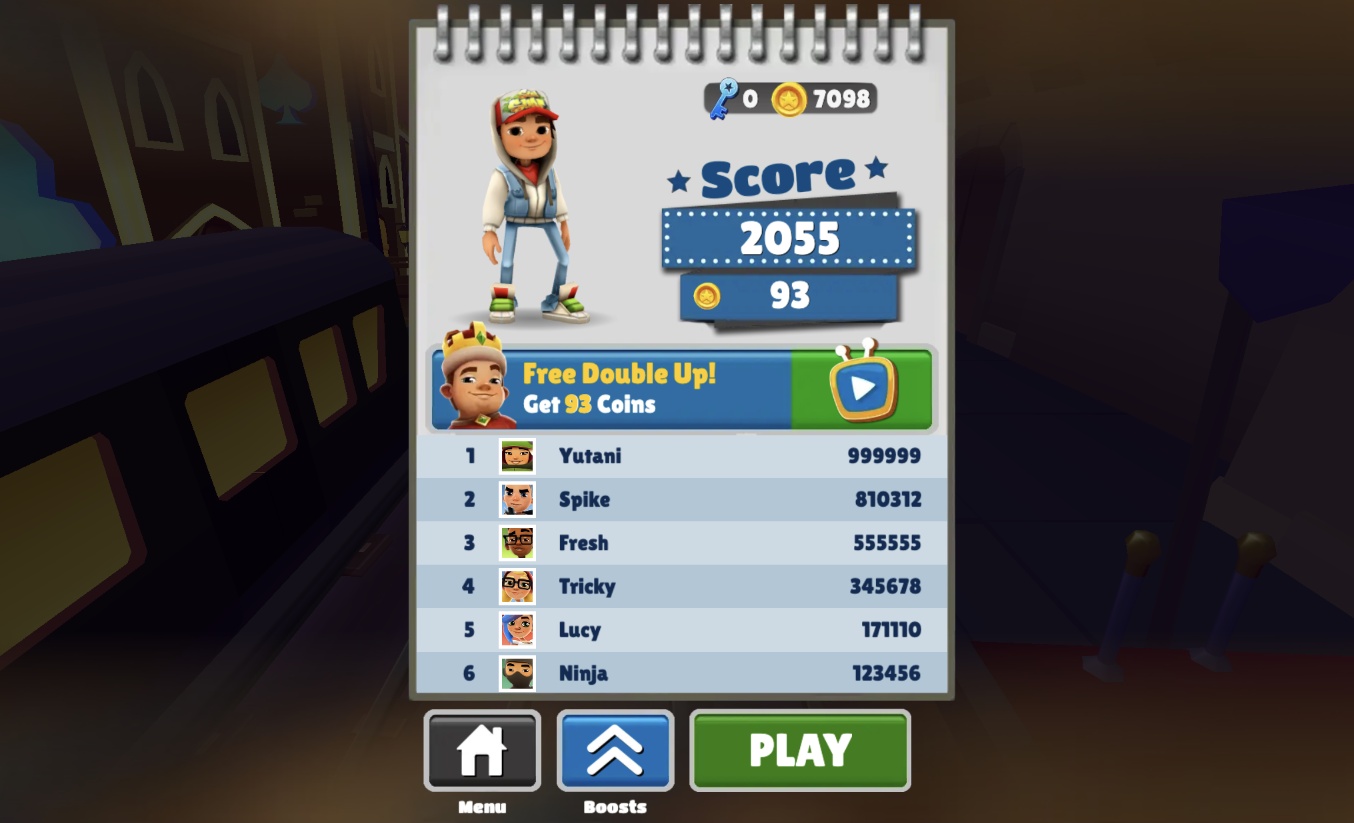 0 7098
Score
2055
93
Free Double Up!
Get 93 Coins
1 Yutani 999999
2 Spike 810312
3 Fresh 555555
4 Tricky 345678
5 Lucy 171110
6 Ninja 123456
PLAY
Menu Boosts